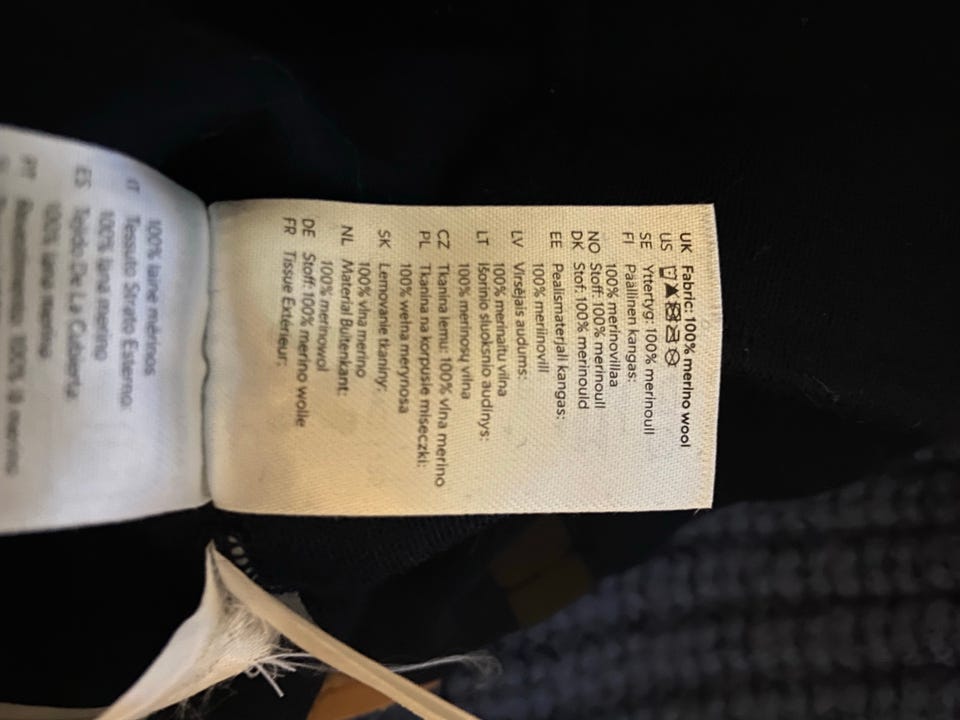 UK Fabric: 100% merino wool
US
SE Yttertyg: 100% merinoull
FI Päällinen kangas:
100% merinovillaa
NO Stoff: 100% merinoull
DK Stof: 100% merinould
EE Pealismaterjali kangas:
100% meriinovill
LV Virsējais audums:
100% merinaitu vilna
LT Išorinio sluoksnio audinys:
100% merinosų vilna
CZ Tkanina lemu: 100% vlna merino
PL Tkanina na korpusie miseczki:
100% wełna merynosa
SK Lemovanie tkaniny:
100% vlna merino
NL Material Buitenkant:
100% merinowol
DE Stoff: 100% merino wolle
FR Tissue Extérieur:
100% laine mérinos
IT Tessuto Strato Esterno:
100% lana merino
ES Tejido De La Cubierta
100% lana merino
PT